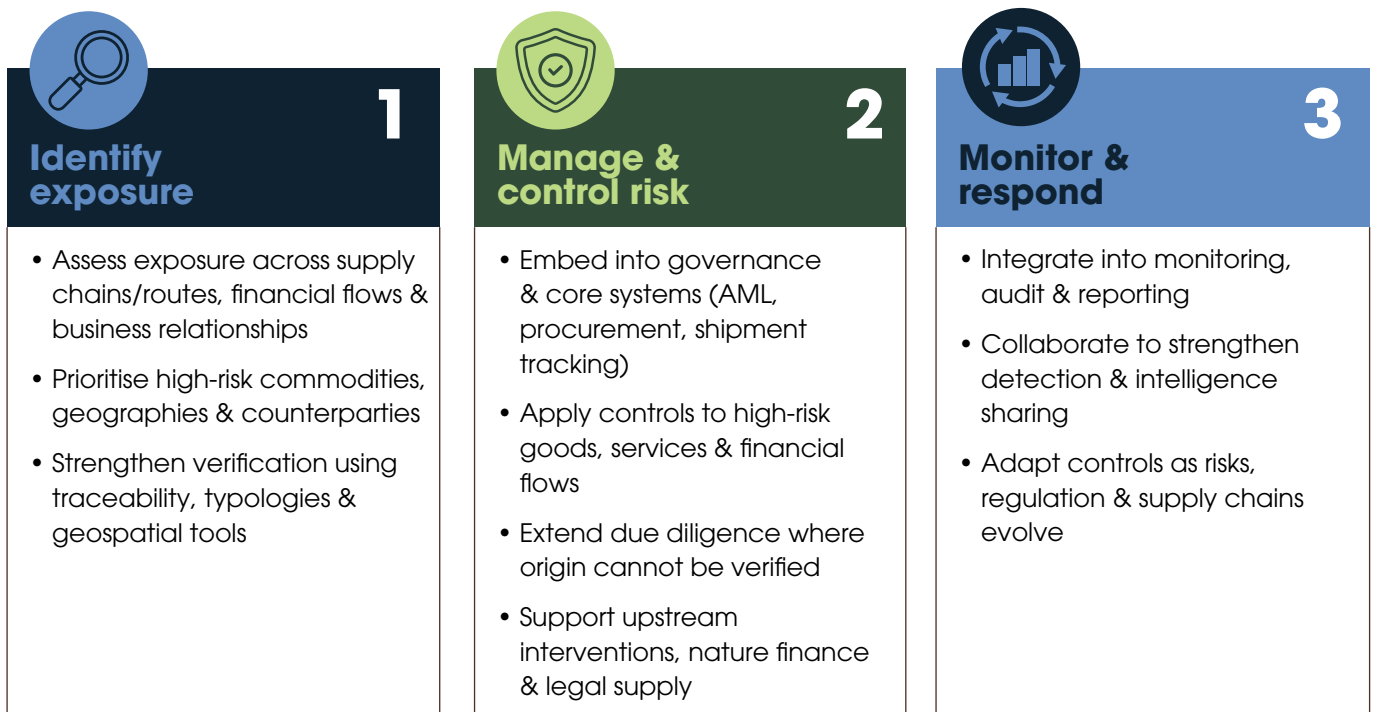 1
Identify
exposure
• Assess exposure across supply
chains/routes, financial flows &
business relationships
• Prioritise high-risk commodities,
geographies & counterparties
• Strengthen verification using
traceability, typologies &
geospatial tools
2
Manage &
control risk
• Embed into governance
& core systems (AML,
procurement, shipment
tracking)
• Apply controls to high-risk
goods, services & financial
flows
• Extend due diligence where
origin cannot be verified
• Support upstream
interventions, nature finance
& legal supply
3
Monitor &
respond
• Integrate into monitoring,
audit & reporting
• Collaborate to strengthen
detection & intelligence
sharing
• Adapt controls as risks,
regulation & supply chains
evolve